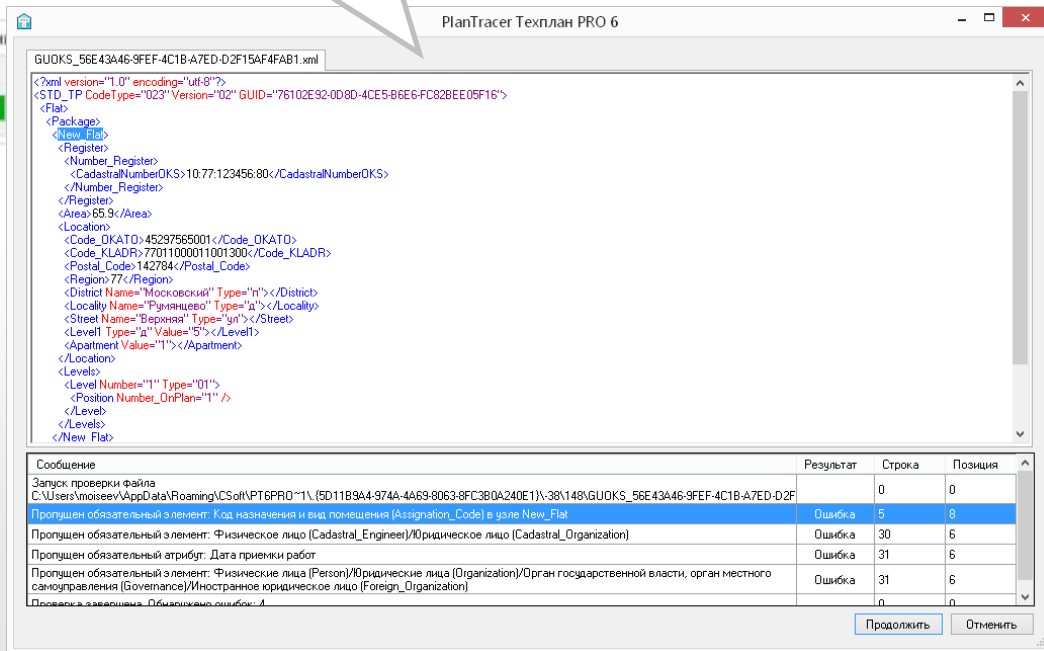 PlanTracer Техплан PRO 6
GUOKS_56E43A46-9FEF-4C1B-A7ED-D2F15AF4FAB1.xml
<?xml version="1.0" encoding="utf-8"?>
<STD_TP CodeType="023" Version="02" GUID="76102E92-0D8D-4CE5-B6E6-FC82BEE05F16">
<Flat>
<Package>
<New_Flat>
<Register>
<Number_Register>
<CadastralNumberOKS>10:77:123456:80</CadastralNumberOKS>
</Number_Register>
</Register>
<Area>65.9</Area>
<Location>
<Code_OKATO>45297565001</Code_OKATO>
<Code_KLADR>77011000011001300</Code_KLADR>
<Postal_Code>142784</Postal_Code>
<Region>77</Region>
<District Name="Московский" Type="п"></District>
<Locality Name="Румянцево" Type="д"></Locality>
<Street Name="Верхняя" Type="ул"></Street>
<Level1 Type="д" Value="5"></Level1>
<Apartment Value="1"></Apartment>
</Location>
<Levels>
<Level Number="1" Type="01">
<Position Number_OnPlan="1" />
</Level>
</Levels>
</New_Flat>
Сообщение Результат Строка Позиция
Запуск проверки файла
C:\Users\moiseev\AppData\Roaming\CSoft\PT6PRO~1\.{5D11B9A4-974A-4A69-8063-8FC3B0A240E1}\-38\148\GUOKS_56E43A46-9FEF-4C1B-A7ED-D2F 0 0
Пропущен обязательный элемент: Код назначения и вид помещения (Assignation_Code) в узле New_Flat Ошибка 5 8
Пропущен обязательный элемент: Физическое лицо (Cadastral_Engineer)/Юридическое лицо (Cadastral_Organization) Ошибка 30 6
Пропущен обязательный атрибут: Дата приемки работ Ошибка 31 6
Пропущен обязательный элемент: Физические лица (Person)/Юридические лица (Organization)/Орган государственной власти, орган местного
самоуправления (Governance)/Иностранное юридическое лицо (Foreign_Organization) Ошибка 31 6
Проверка завершена. Обнаружено ошибок: 4 0 0
Продолжить Отменить